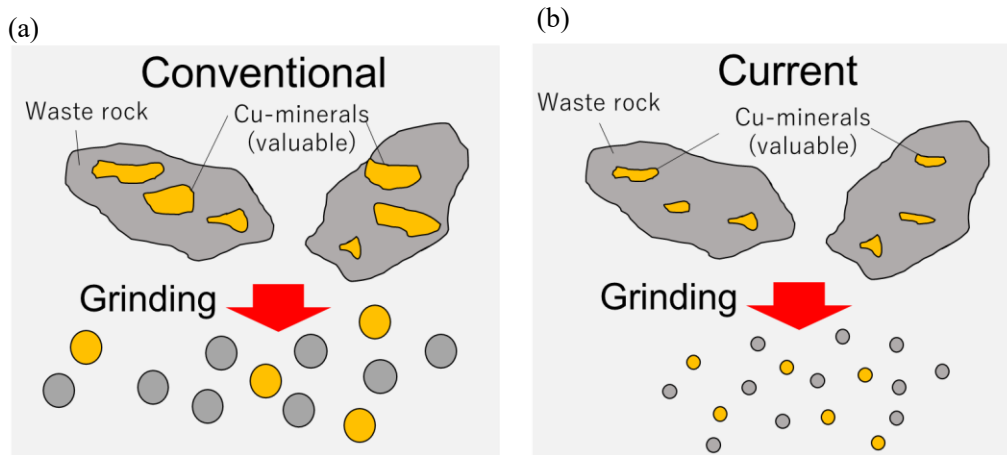 (a)
Conventional
Waste rock
Cu-minerals
(valuable)
Grinding
(b)
Current
Waste rock
Cu-minerals
(valuable)
Grinding